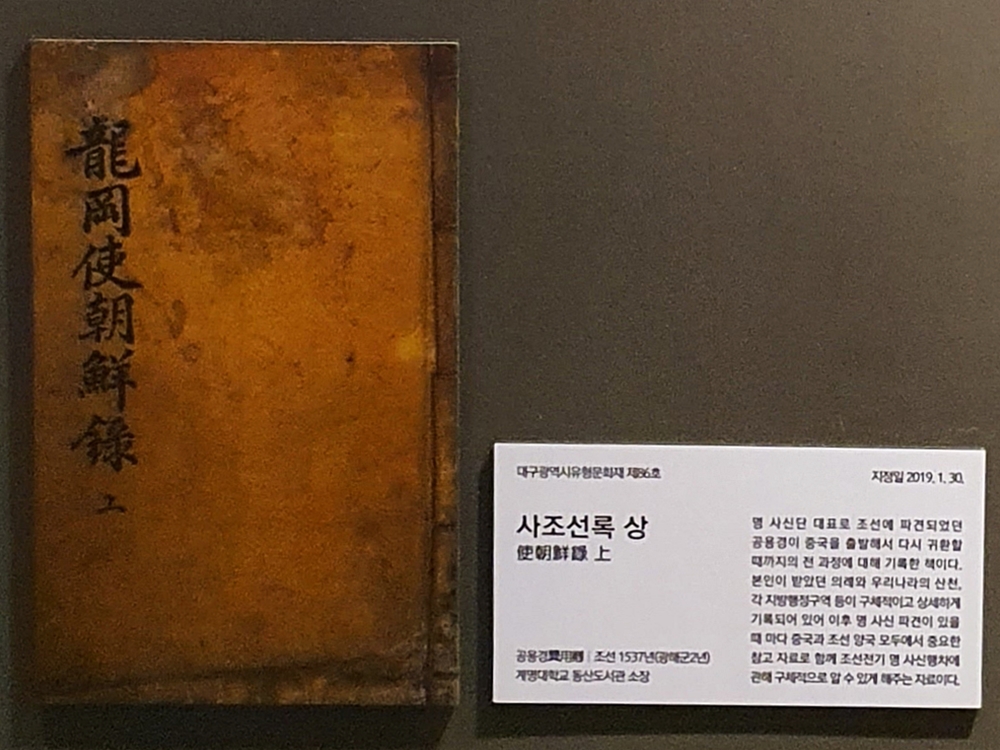 龍岡使朝鮮錄 上
대구광역시유형문화재 제86호
지정일 2019. 1. 30.
사조선록 상
使朝鮮錄 上
공용경龔用卿 | 조선 1537년(광해군2년)
계명대학교 동산도서관 소장
명 사신단 대표로 조선에 파견되었던
공용경이 중국을 출발해서 다시 귀환할
때까지의 전 과정에 대해 기록한 책이다.
본인이 받았던 의례와 우리나라의 산천,
각 지방행정구역 등이 구체적이고 상세하게
기록되어 있어 이후 명 사신 파견이 있을
때 마다 중국과 조선 양국 모두에서 중요한
참고 자료로 함께 조선전기 명 사신행차에
관해 구체적으로 알 수 있게 해주는 자료이다.